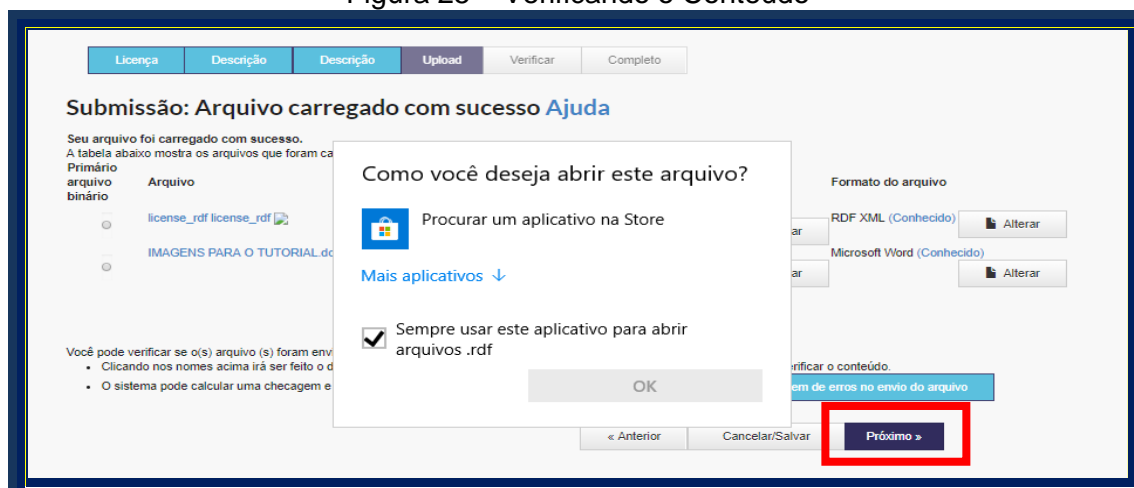 Licença Descrição Descrição Upload Verificar Completo
Submissão: Arquivo carregado com sucesso Ajuda
Seu arquivo foi carregado com sucesso.
A tabela abaixo mostra os arquivos que foram
Primário
arquivo
binário
Arquivo
Formato do arquivo
license_rdf license_rdf
RDF XML (Conhecido)
Alterar
IMAGENS PARA O TUTORIAL
Microsoft Word (Conhecido)
Alterar
Como você deseja abrir este arquivo?
Procurar um aplicativo na Store
Mais aplicativos
Sempre usar este aplicativo para abrir
arquivos .rdf
OK
Você pode verificar se o(s) arquivo (s) foram
Clicando nos nomes acima irá ser feito o
o conteúdo.
O sistema pode calcular uma checagem
de erros no envio do arquivo
« Anterior Cancelar/Salvar Próximo »